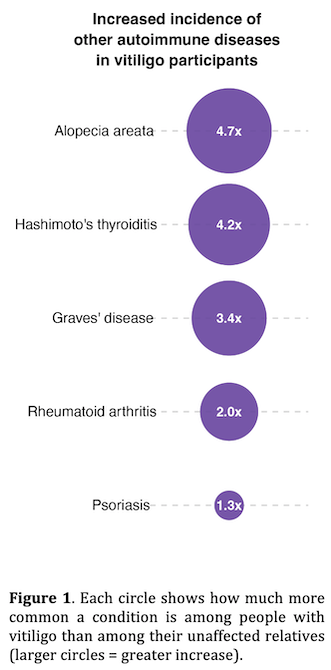 Increased incidence of
other autoimmune diseases
in vitiligo participants
Alopecia areata 4.7x
Hashimoto's thyroiditis 4.2x
Graves' disease 3.4x
Rheumatoid arthritis 2.0x
Psoriasis 1.3x
Figure 1. Each circle shows how much more
common a condition is among people with
vitiligo than among their unaffected relatives
(larger circles = greater increase).